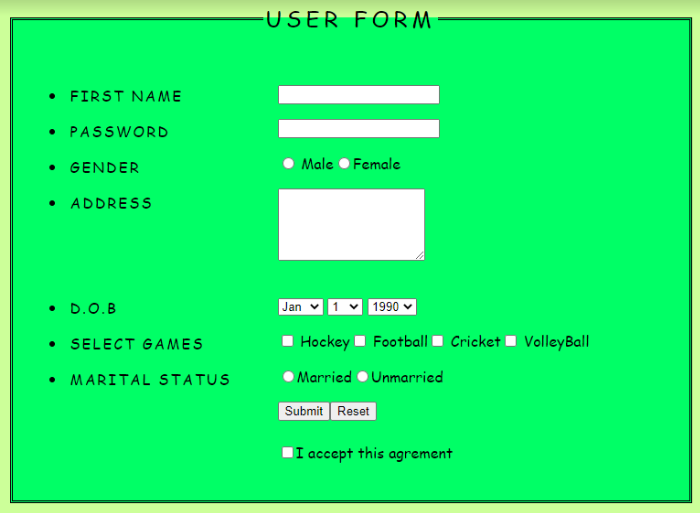 USER FORM
FIRST NAME
PASSWORD
GENDER Male Female
ADDRESS
D.O.B Jan 1 1990
SELECT GAMES Hockey Football Cricket VolleyBall
MARITAL STATUS Married Unmarried
Submit Reset
I accept this agrement